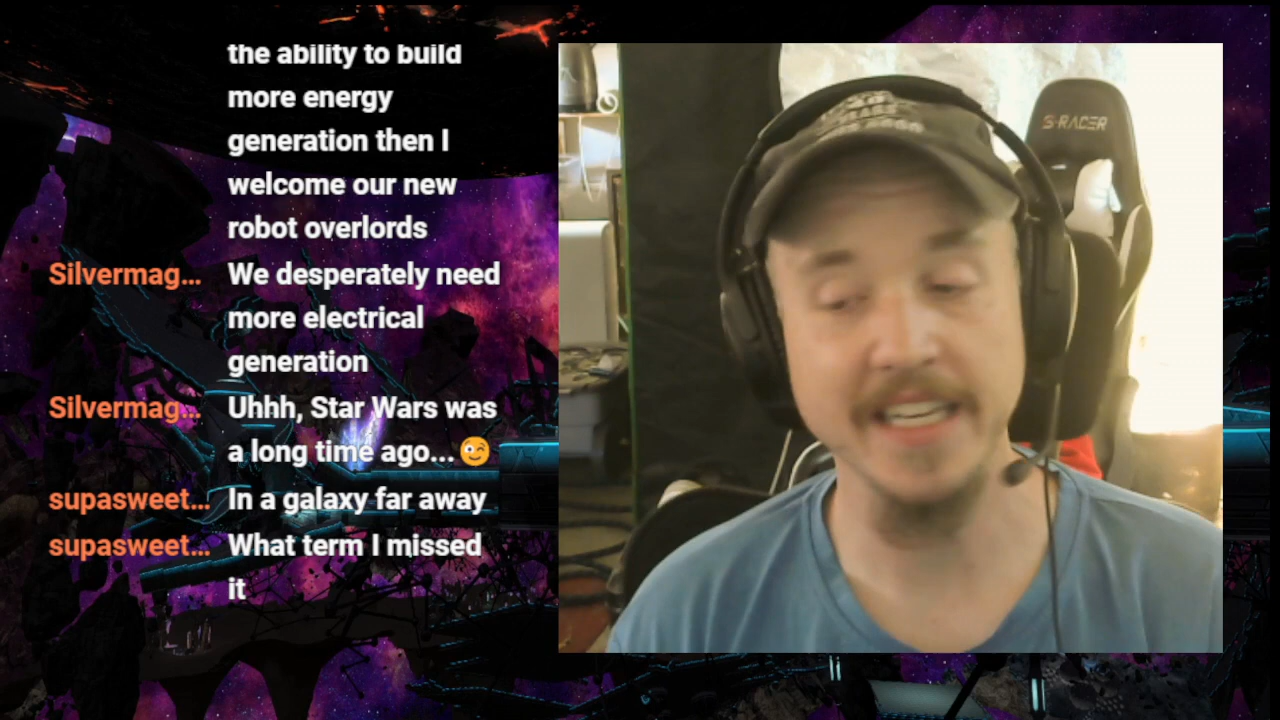 the ability to build
more energy
generation then I
welcome our new
robot overlords
Silvermag... We desperately need
more electrical
generation
Silvermag... Uhhh, Star Wars was
a long time ago...😉
supasweet... In a galaxy far away
supasweet... What term I missed
it
S-RACER